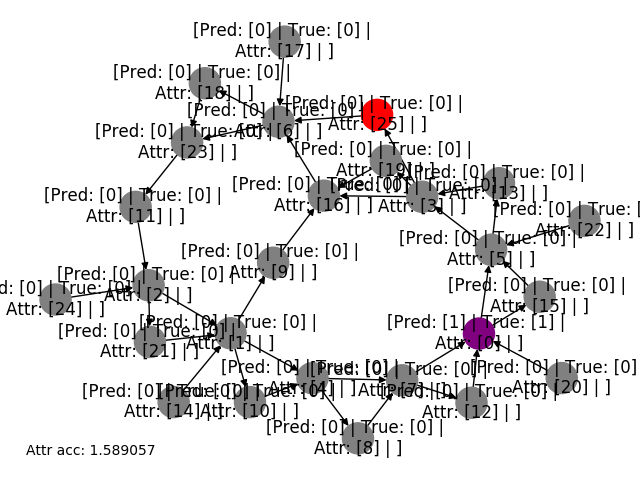 [Pred: [0] | True: [0] |
Attr: [17] | ]
[Pred: [0] | True: [0] |
Attr: [18] | ]
[Pred: [0] | True: [0] |
Attr: [25] | ]
[Pred: [0] | True: [0] |
Attr: [6] | ]
[Pred: [0] | True: [0] |
Attr: [23] | ]
[Pred: [0] | True: [0] |
Attr: [19] | ]
[Pred: [0] | True: [0] |
Attr: [13] | ]
[Pred: [0] | True: [0] |
Attr: [16] | ]
[Pred: [0] | True: [0] |
Attr: [3] | ]
[Pred: [0] | True: [0] |
Attr: [11] | ]
[Pred: [0] | True: [0]
Attr: [22] | ]
[Pred: [0] | True: [0] |
Attr: [5] | ]
[Pred: [0] | True: [0] |
Attr: [9] | ]
[Pred: [0] | True: [0] |
Attr: [2] | ]
d: [0] | True: [0] |
Attr: [24] | ]
[Pred: [0] | True: [0] |
Attr: [15] | ]
[Pred: [0] | True: [0] |
Attr: [21] | ]
[Pred: [0] | True: [0] |
Attr: [1] | ]
[Pred: [1] | True: [1] |
Attr: [0] | ]
[Pred: [0] | True: [0] |
Attr: [4] | ]
[Pred: [0] | True: [0] |
Attr: [7] | ]
[Pred: [0] | True: [0]
Attr: [20] | ]
[Pred: [0] | True: [0] |
Attr: [14] | ]
[Pred: [0] | True: [0] |
Attr: [10] | ]
[Pred: [0] | True: [0] |
Attr: [12] | ]
[Pred: [0] | True: [0] |
Attr: [8] | ]
Attr acc: 1.589057